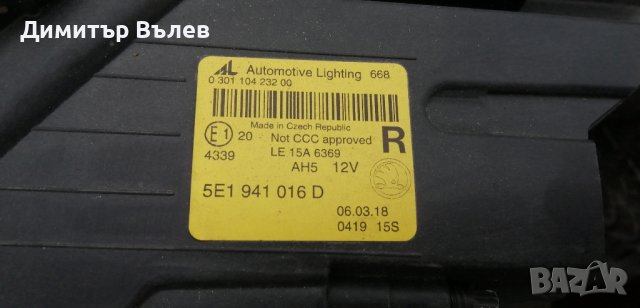 Димитър Вълев
AL Automotive Lighting 668
0 301 104 232 00
Made in Czech Republic
E1 20 Not CCC approved R
4339 LE 15A 6369
AH5 12V
5E1 941 016 D
06.03.18
0419 15S
BAZAR